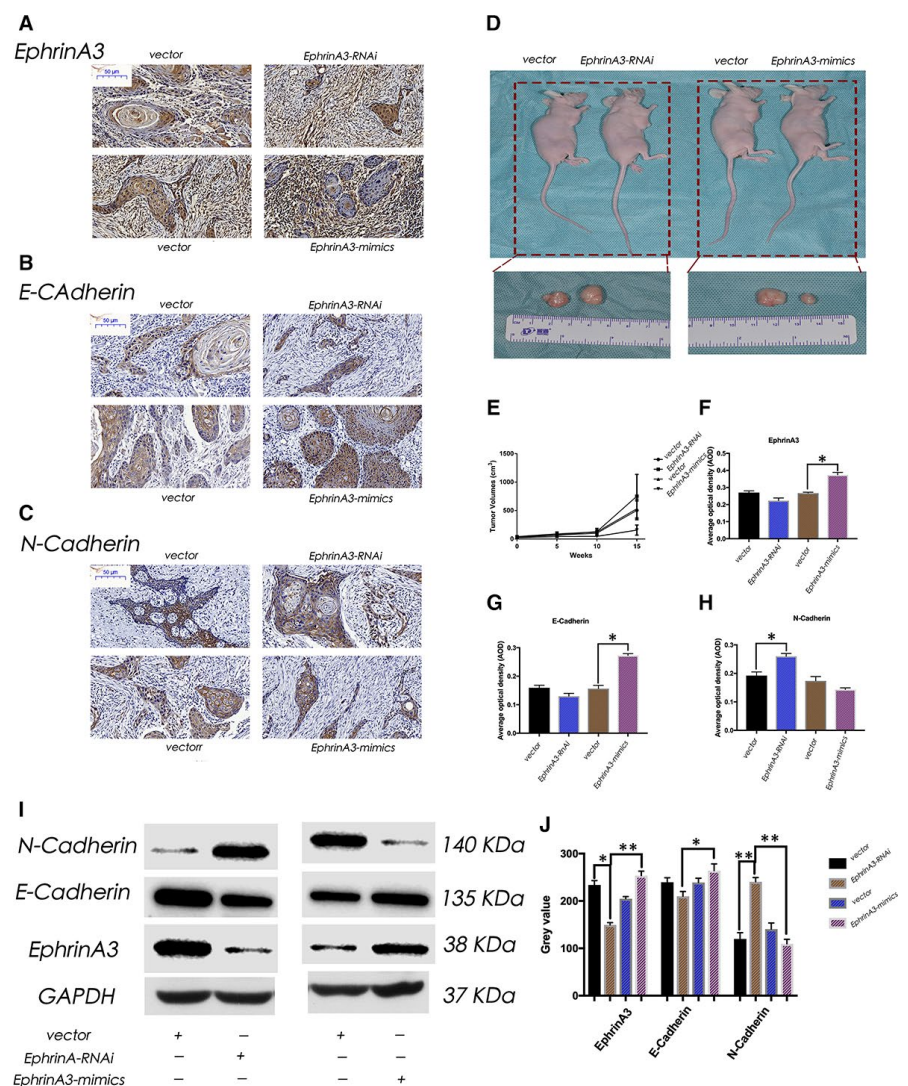 A
EphrinA3
vector
EphrinA3-RNAi
50 μm
vector
EphrinA3-mimics
B
E-CAdherin
vector
EphrinA3-RNAi
50 μm
vector
EphrinA3-mimics
C
N-Cadherin
vector
EphrinA3-RNAi
50 μm
vectorr
EphrinA3-mimics
D
vector
EphrinA3-RNAi
vector
EphrinA3-mimics
E
Tumor Volumes (cm³)
1500
1000
500
0
0
5
10
15
Weeks
vector
EphrinA3-RNAi
vector
EphrinA3-mimics
F
EphrinA3
Average optical density (AOD)
0.5
0.4
0.3
0.2
0.1
0.0
*
vector
EphrinA3-RNAi
vector
EphrinA3-mimics
G
E-Cadherin
Average optical density (AOD)
0.3
0.2
0.1
0.0
*
vector
EphrinA3-RnAi
vector
EphrinA3-mimics
H
N-Cadherin
Average optical density (AOD)
0.3
0.2
0.1
0.0
*
vector
EphrinA3-RNAi
vector
EphrinA3-mimics
I
N-Cadherin
140 KDa
E-Cadherin
135 KDa
EphrinA3
38 KDa
GAPDH
37 KDa
vector + − + −
EphrinA-RNAi − + − −
EphrinA3-mimics − − − +
J
Grey value
300
200
100
0
* **
*
** **
EphrinA3
E-Cadherin
N-Cadherin
vector
EphrinA3-RNAi
vector
EphrinA3-mimics